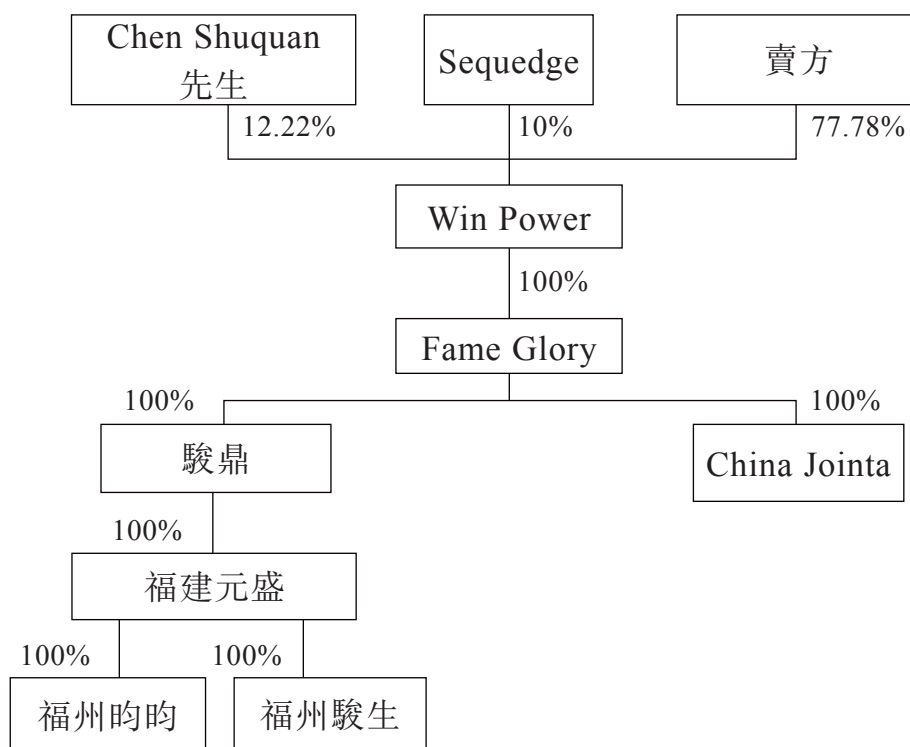 Chen Shuquan
先生
Sequedge
賣方
12.22%
10%
77.78%
Win Power
100%
Fame Glory
100%
100%
駿鼎
China Jointa
100%
福建元盛
100%
100%
福州昀昀
福州駿生